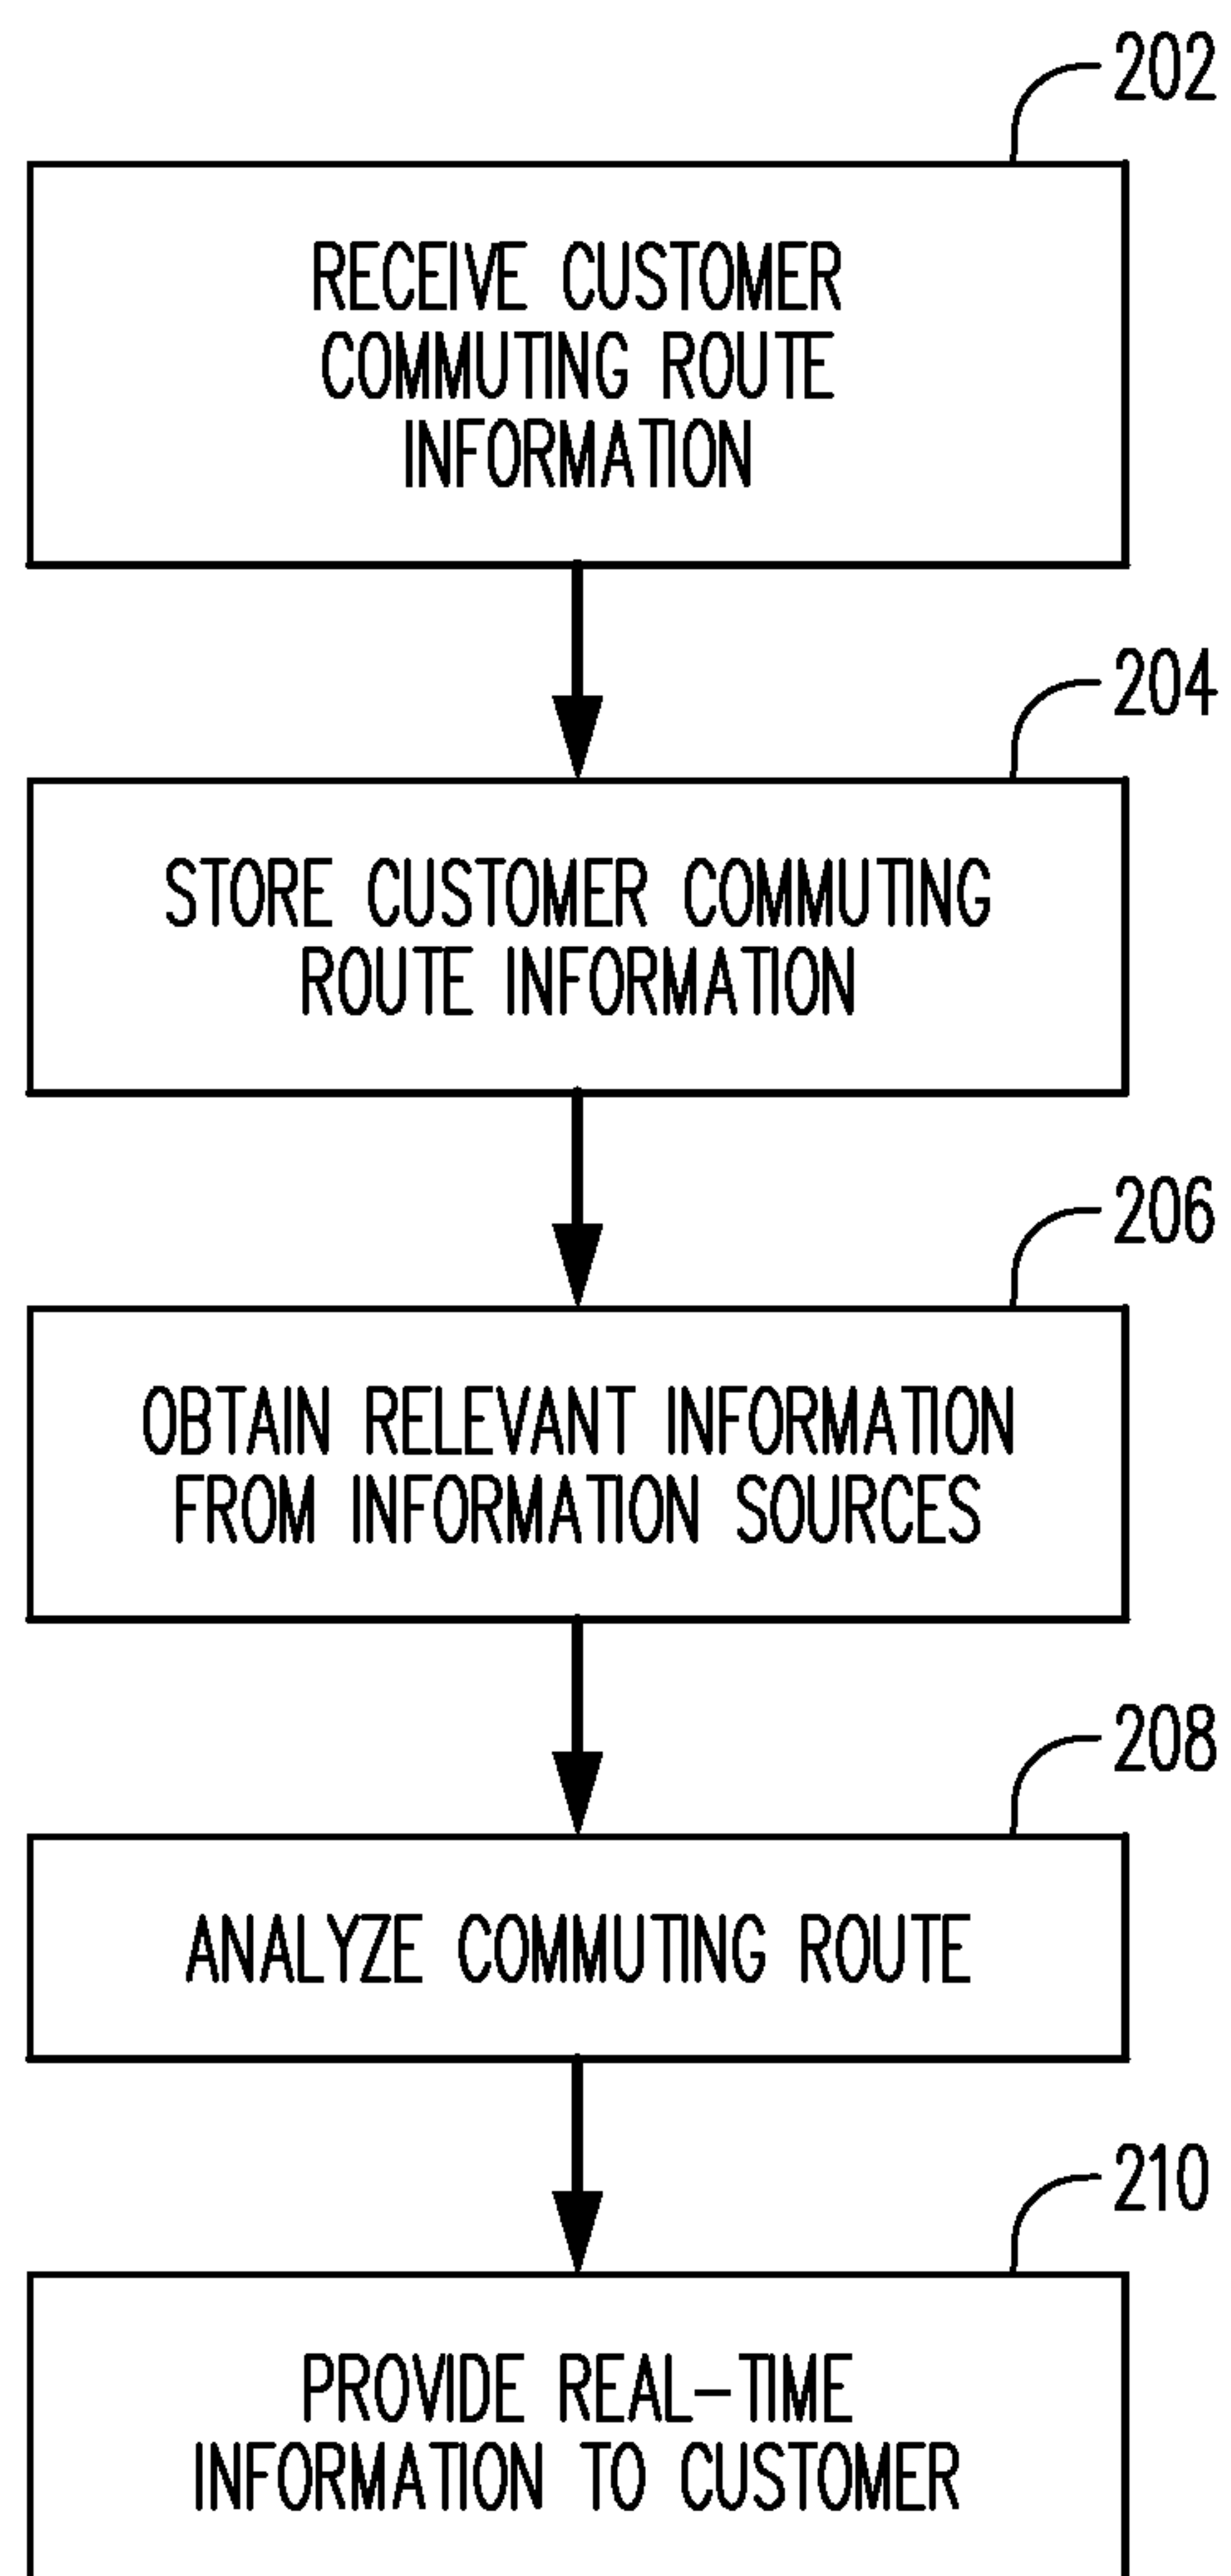 202
RECEIVE CUSTOMER
COMMUTING ROUTE
INFORMATION
204
STORE CUSTOMER COMMUTING
ROUTE INFORMATION
206
OBTAIN RELEVANT INFORMATION
FROM INFORMATION SOURCES
208
ANALYZE COMMUTING ROUTE
210
PROVIDE REAL-TIME
INFORMATION TO CUSTOMER